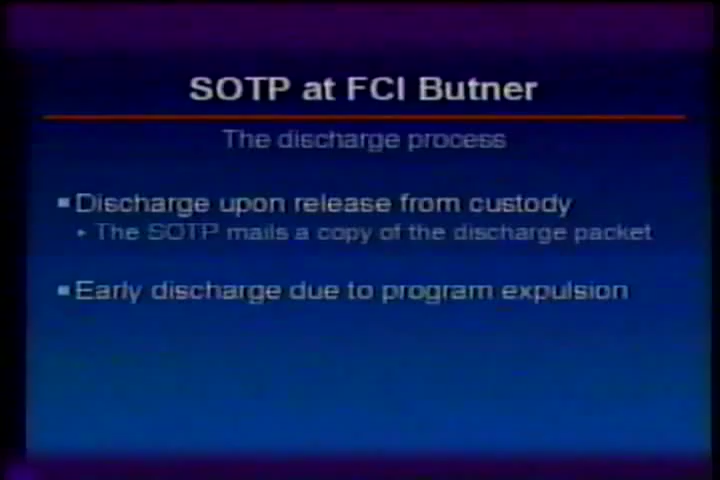 SOTP at FCI Butner
The discharge process
▪Discharge upon release from custody
‣ The SOTP mails a copy of the discharge packet
▪Early discharge due to program expulsion